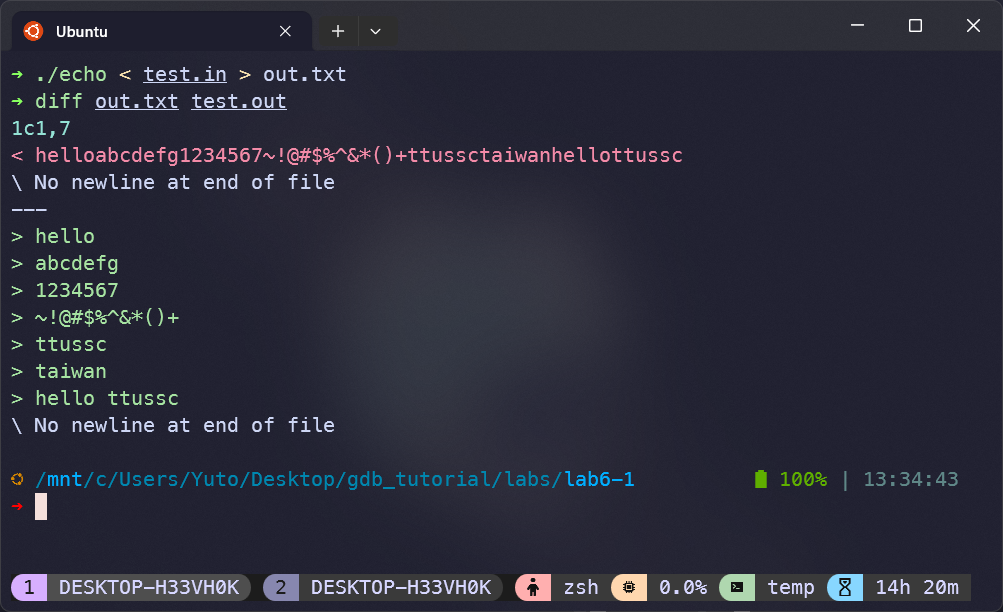 Ubuntu
→ ./echo < test.in > out.txt
→ diff out.txt test.out
1c1,7
< helloabcdefg1234567~!@#$%^&*()+ttussctaiwanhellottussc
\ No newline at end of file
---
> hello
> abcdefg
> 1234567
> ~!@#$%^&*()+
> ttussc
> taiwan
> hello ttussc
\ No newline at end of file
/mnt/c/Users/Yuto/Desktop/gdb_tutorial/labs/lab6-1 100% | 13:34:43
→
1 DESKTOP-H33VH0K 2 DESKTOP-H33VH0K zsh 0.0% temp 14h 20m